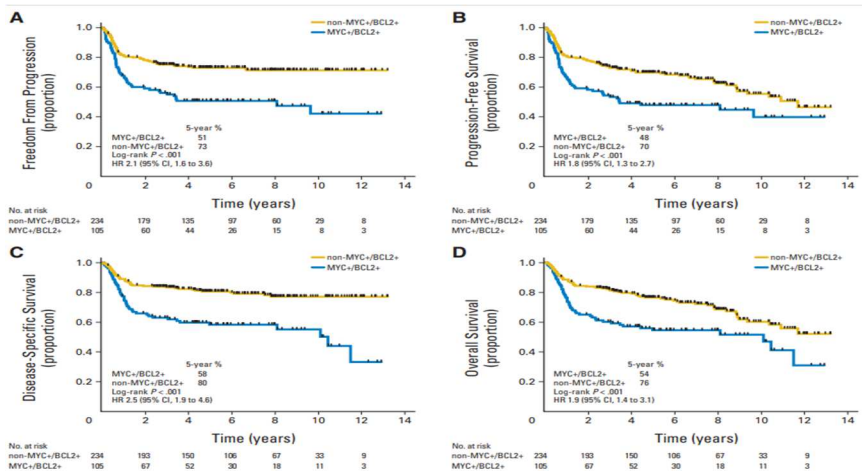 A
non-MYC+/BCL2+
MYC+/BCL2+
Freedom From Progression
(proportion)
1.0
0.8
0.6
0.4
0.2
5-year %
MYC+/BCL2+ 51
non-MYC+/BCL2+ 73
Log-rank P < .001
HR 2.1 (95% CI, 1.6 to 3.6)
0 2 4 6 8 10 12 14
Time (years)
No. at risk
non-MYC+/BCL2+ 234 179 135 97 60 29 8
MYC+/BCL2+ 105 60 44 26 15 8 3
B
non-MYC+/BCL2+
MYC+/BCL2+
Progression-Free Survival
(proportion)
1.0
0.8
0.6
0.4
0.2
5-year %
MYC+/BCL2+ 48
non-MYC+/BCL2+ 70
Log-rank P < .001
HR 1.8 (95% CI, 1.3 to 2.7)
0 2 4 6 8 10 12 14
Time (years)
No. at risk
non-MYC+/BCL2+ 234 179 135 97 60 29 8
MYC+/BCL2+ 105 60 44 26 15 8 3
C
non-MYC+/BCL2+
MYC+/BCL2+
Disease-Specific Survival
(proportion)
1.0
0.8
0.6
0.4
0.2
5-year %
MYC+/BCL2+ 58
non-MYC+/BCL2+ 80
Log-rank P < .001
HR 2.5 (95% CI, 1.9 to 4.6)
0 2 4 6 8 10 12 14
Time (years)
No. at risk
non-MYC+/BCL2+ 234 193 150 106 67 33 9
MYC+/BCL2+ 105 67 52 30 18 11 3
D
non-MYC+/BCL2+
MYC+/BCL2+
Overall Survival
(proportion)
1.0
0.8
0.6
0.4
0.2
5-year %
MYC+/BCL2+ 54
non-MYC+/BCL2+ 76
Log-rank P < .001
HR 1.9 (95% CI, 1.4 to 3.1)
0 2 4 6 8 10 12 14
Time (years)
No. at risk
non-MYC+/BCL2+ 234 193 150 106 67 33 9
MYC+/BCL2+ 105 67 52 30 18 11 3